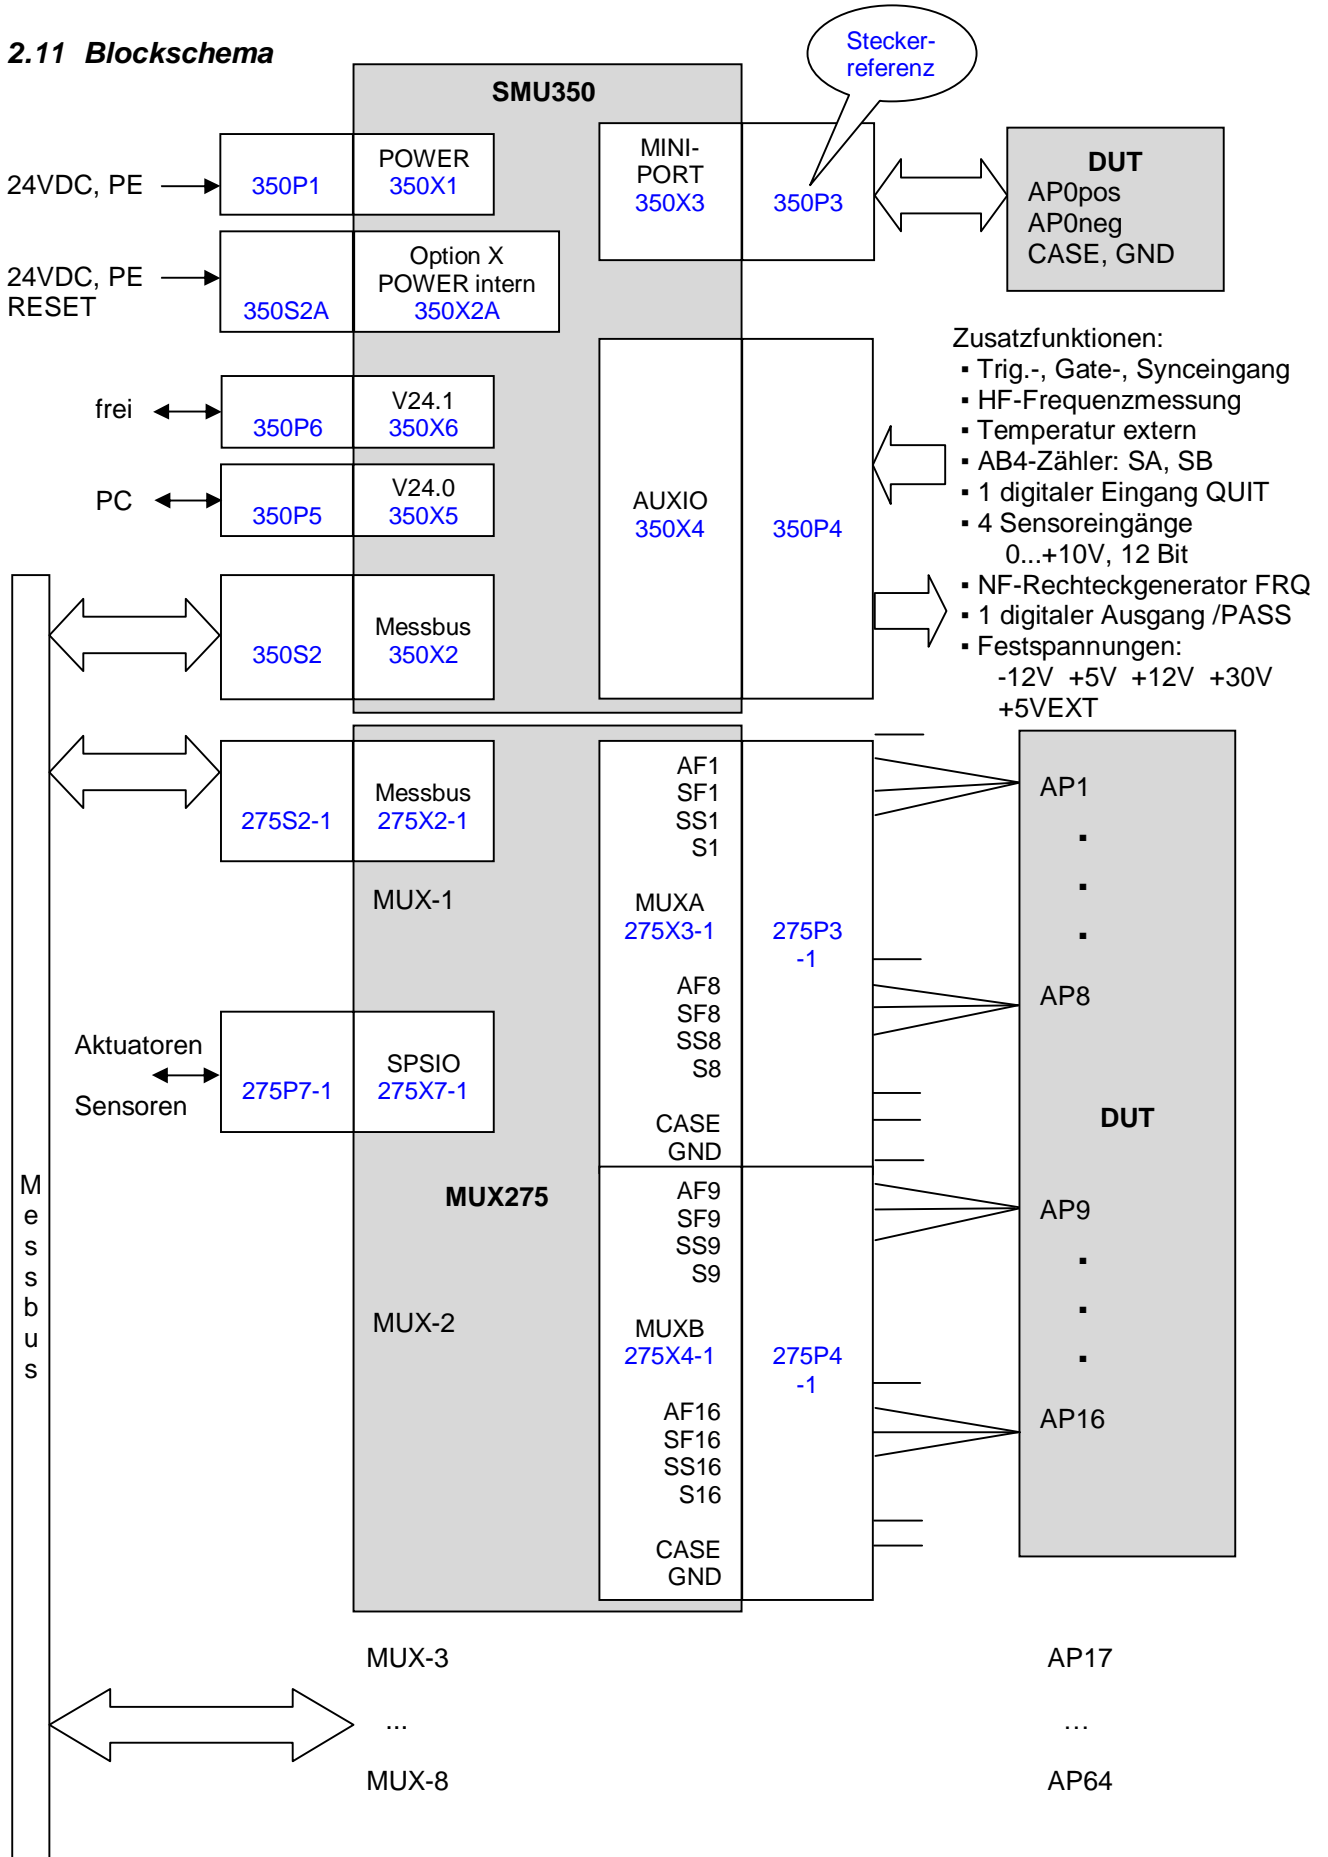 2.11 Blockschema
Stecker-
referenz
SMU350
24VDC, PE
350P1
POWER
350X1
MINI-
PORT
350X3
350P3
DUT
AP0pos
AP0neg
CASE, GND
24VDC, PE
RESET
350S2A
Option X
POWER intern
350X2A
frei
350P6
V24.1
350X6
PC
350P5
V24.0
350X5
AUXIO
350X4
350P4
Zusatzfunktionen:
▪ Trig.-, Gate-, Synceingang
▪ HF-Frequenzmessung
▪ Temperatur extern
▪ AB4-Zähler: SA, SB
▪ 1 digitaler Eingang QUIT
▪ 4 Sensoreingänge
0...+10V, 12 Bit
▪ NF-Rechteckgenerator FRQ
▪ 1 digitaler Ausgang /PASS
▪ Festspannungen:
-12V +5V +12V +30V
+5VEXT
350S2
Messbus
350X2
275S2-1
Messbus
275X2-1
MUX-1
AF1
SF1
SS1
S1
MUXA
275X3-1
275P3
-1
AF8
SF8
SS8
S8
CASE
GND
AP1
.
.
.
AP8
DUT
Aktuatoren
Sensoren
275P7-1
SPSIO
275X7-1
Messbus
MUX275
MUX-2
AF9
SF9
SS9
S9
MUXB
275X4-1
275P4
-1
AF16
SF16
SS16
S16
CASE
GND
AP9
.
.
.
AP16
MUX-3
AP17
...
...
MUX-8
AP64